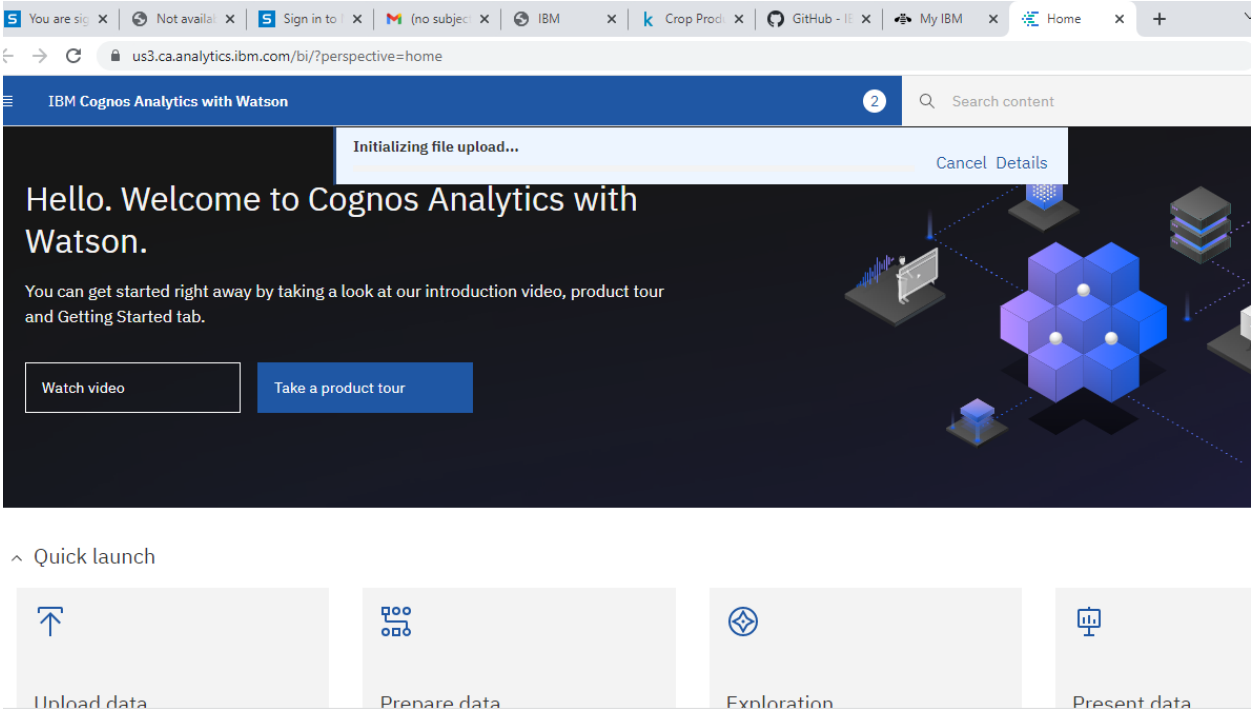 You are sig
Not availal
Sign in to
(no subject
IBM
Crop Prod
GitHub - IE
My IBM
Home
us3.ca.analytics.ibm.com/bi/?perspective=home
IBM Cognos Analytics with Watson
2
Search content
Initializing file upload...
Cancel Details
Hello. Welcome to Cognos Analytics with
Watson.
You can get started right away by taking a look at our introduction video, product tour
and Getting Started tab.
Watch video
Take a product tour
Quick launch
Upload data
Prepare data
Exploration
Present data